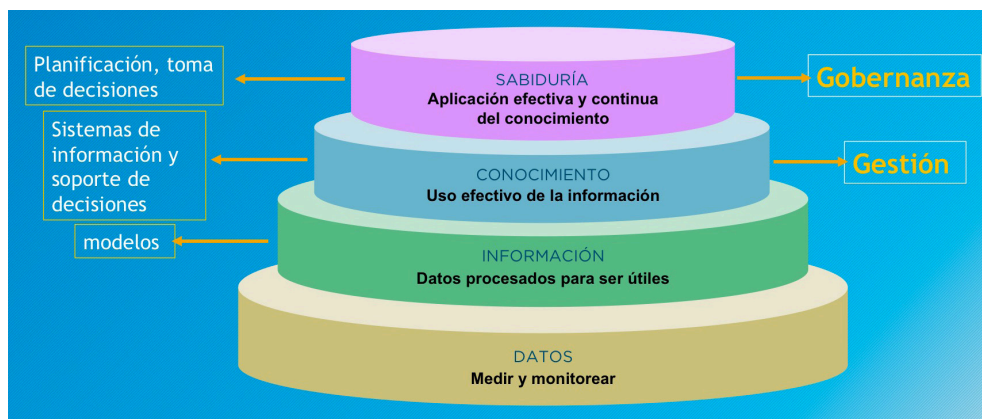 Planificación, toma
de decisiones
SABIDURÍA
Aplicación efectiva y continua
del conocimiento
Gobernanza
Sistemas de
información y
soporte de
decisiones
CONOCIMIENTO
Uso efectivo de la información
Gestión
modelos
INFORMACIÓN
Datos procesados para ser útiles
DATOS
Medir y monitorear